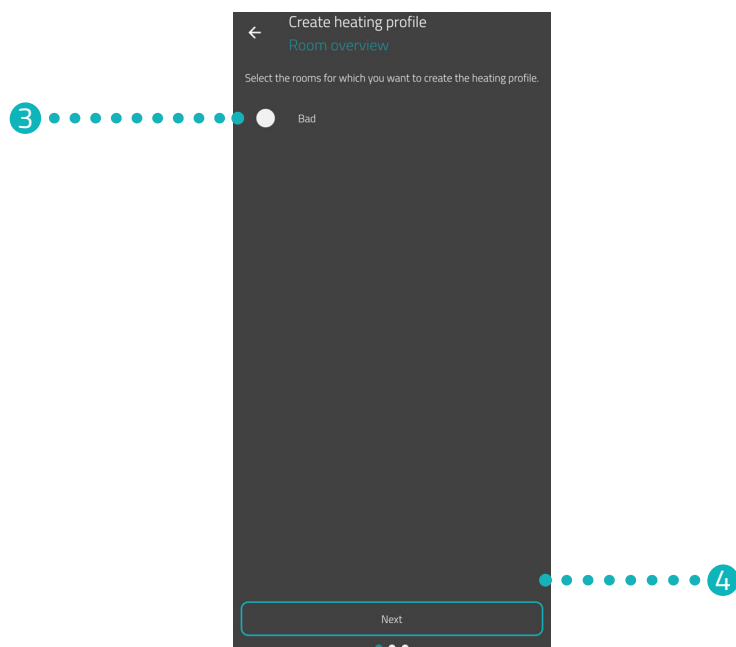 Create heating profile
Room overview
Select the rooms for which you want to create the heating profile.
3
Bad
4
Next